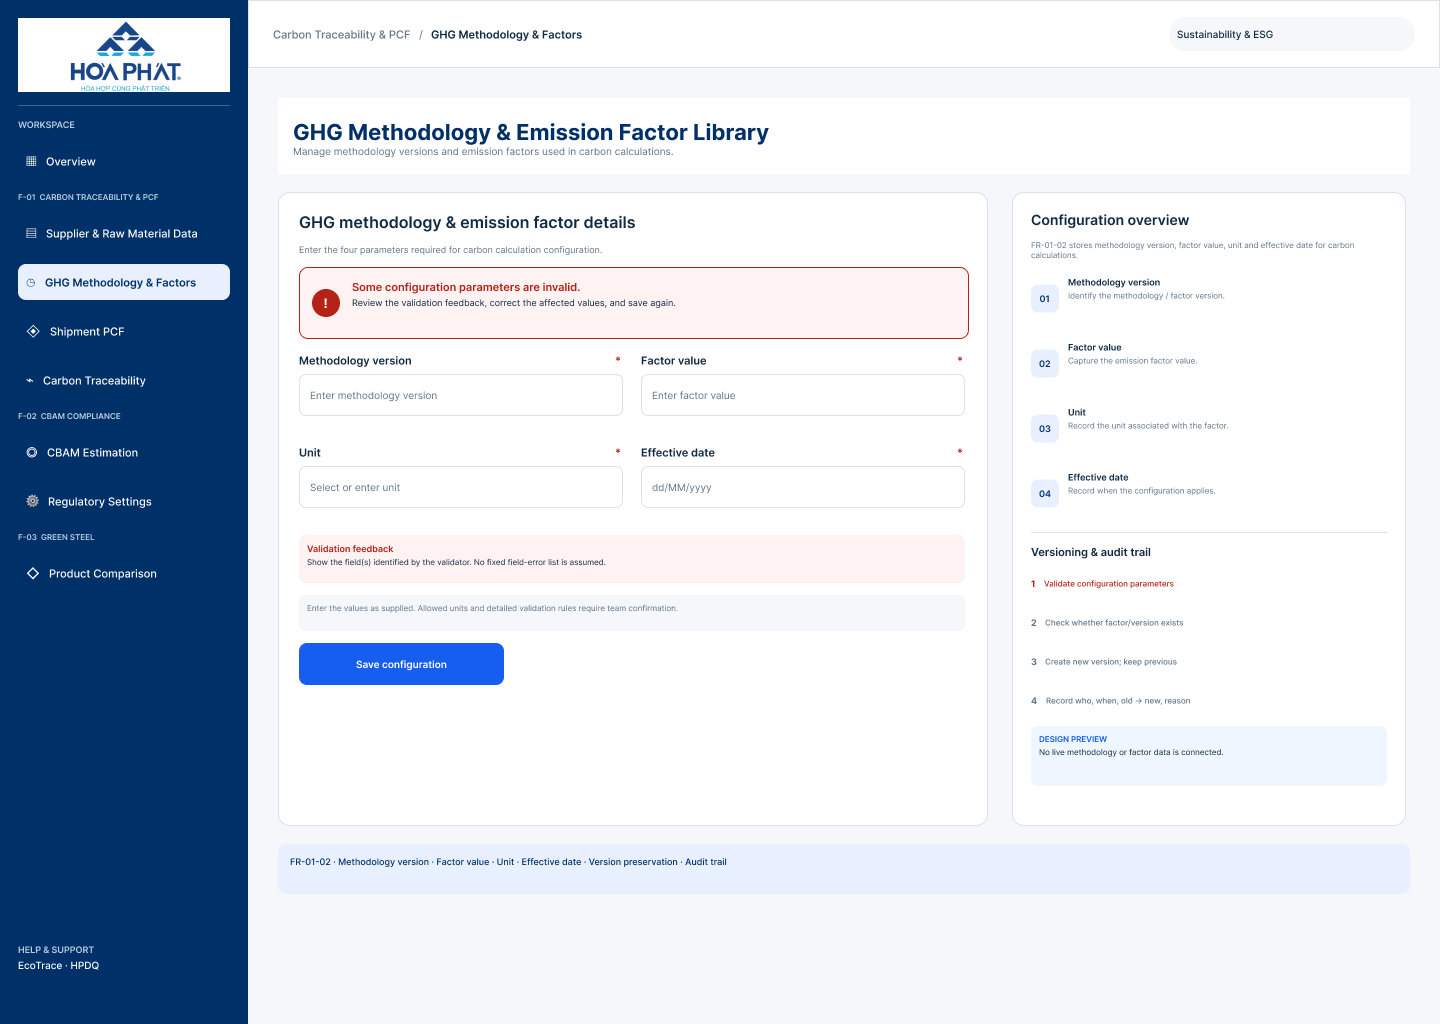 HÒA PHÁT
HÒA HỢP CÙNG PHÁT TRIỂN
WORKSPACE
Overview
F-01 CARBON TRACEABILITY & PCF
Supplier & Raw Material Data
GHG Methodology & Factors
Shipment PCF
Carbon Traceability
F-02 CBAM COMPLIANCE
CBAM Estimation
Regulatory Settings
F-03 GREEN STEEL
Product Comparison
HELP & SUPPORT
EcoTrace · HPDQ
Carbon Traceability & PCF / GHG Methodology & Factors
Sustainability & ESG
GHG Methodology & Emission Factor Library
Manage methodology versions and emission factors used in carbon calculations.
GHG methodology & emission factor details
Enter the four parameters required for carbon calculation configuration.
!
Some configuration parameters are invalid.
Review the validation feedback, correct the affected values, and save again.
Methodology version *
Enter methodology version
Factor value *
Enter factor value
Unit *
Select or enter unit
Effective date *
dd/MM/yyyy
Validation feedback
Show the field(s) identified by the validator. No fixed field-error list is assumed.
Enter the values as supplied. Allowed units and detailed validation rules require team confirmation.
Save configuration
Configuration overview
FR-01-02 stores methodology version, factor value, unit and effective date for carbon
calculations.
01
Methodology version
Identify the methodology / factor version.
02
Factor value
Capture the emission factor value.
03
Unit
Record the unit associated with the factor.
04
Effective date
Record when the configuration applies.
Versioning & audit trail
1 Validate configuration parameters
2 Check whether factor/version exists
3 Create new version; keep previous
4 Record who, when, old → new, reason
DESIGN PREVIEW
No live methodology or factor data is connected.
FR-01-02 · Methodology version · Factor value · Unit · Effective date · Version preservation · Audit trail